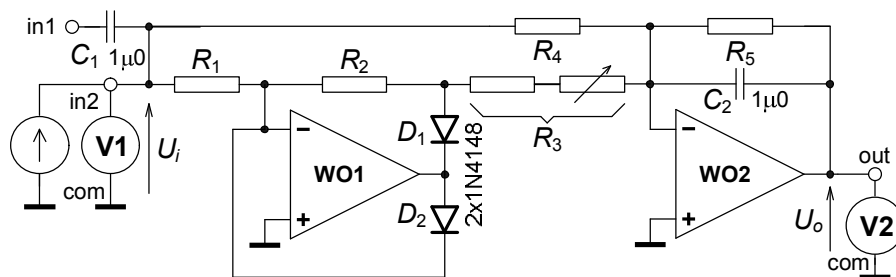 in1
C1 1μ0
R4
R5
R1
R2
C2 1μ0
in2
V1
Ui
D1
R3
2x1N4148
−
WO1
+
D2
−
WO2
+
out
com
Uo
V2
com